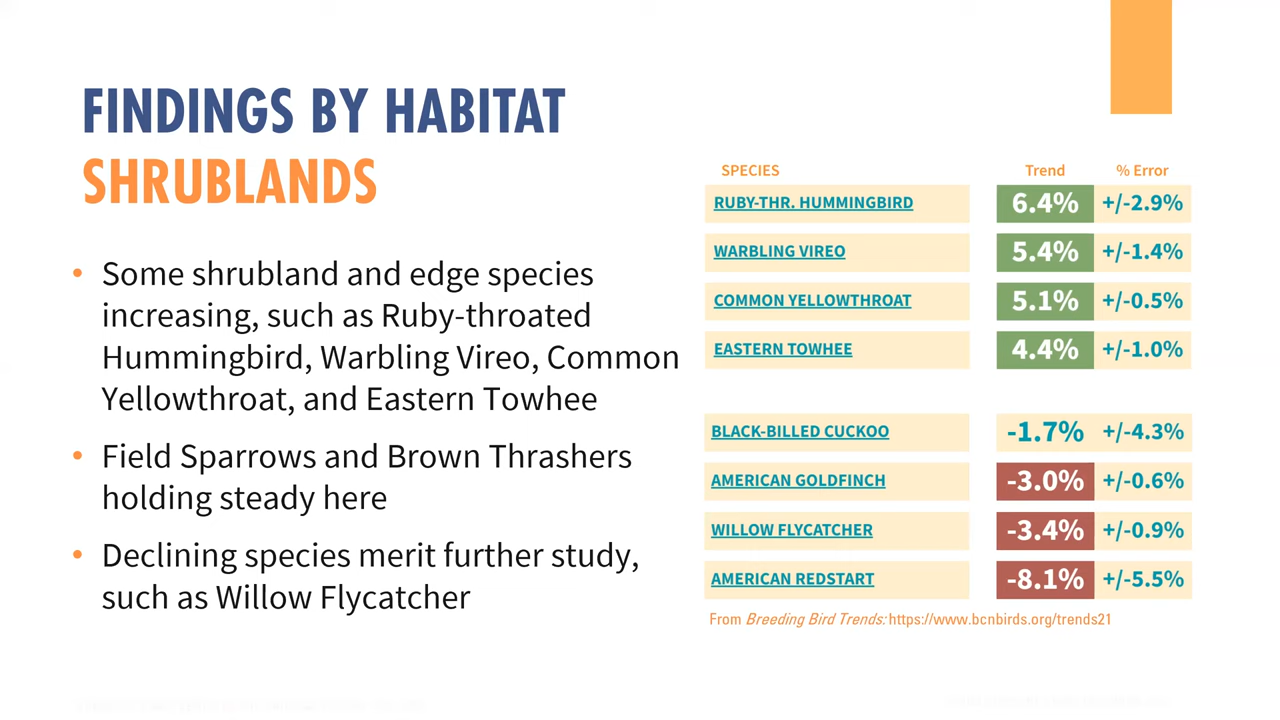 FINDINGS BY HABITAT
SHRUBLANDS
• Some shrubland and edge species
increasing, such as Ruby-throated
Hummingbird, Warbling Vireo, Common
Yellowthroat, and Eastern Towhee
• Field Sparrows and Brown Thrashers
holding steady here
• Declining species merit further study,
such as Willow Flycatcher
SPECIES Trend % Error
RUBY-THR. HUMMINGBIRD 6.4% +/-2.9%
WARBLING VIREO 5.4% +/-1.4%
COMMON YELLOWTHROAT 5.1% +/-0.5%
EASTERN TOWHEE 4.4% +/-1.0%
BLACK-BILLED CUCKOO -1.7% +/-4.3%
AMERICAN GOLDFINCH -3.0% +/-0.6%
WILLOW FLYCATCHER -3.4% +/-0.9%
AMERICAN REDSTART -8.1% +/-5.5%
From Breeding Bird Trends: https://www.bcnbirds.org/trends21